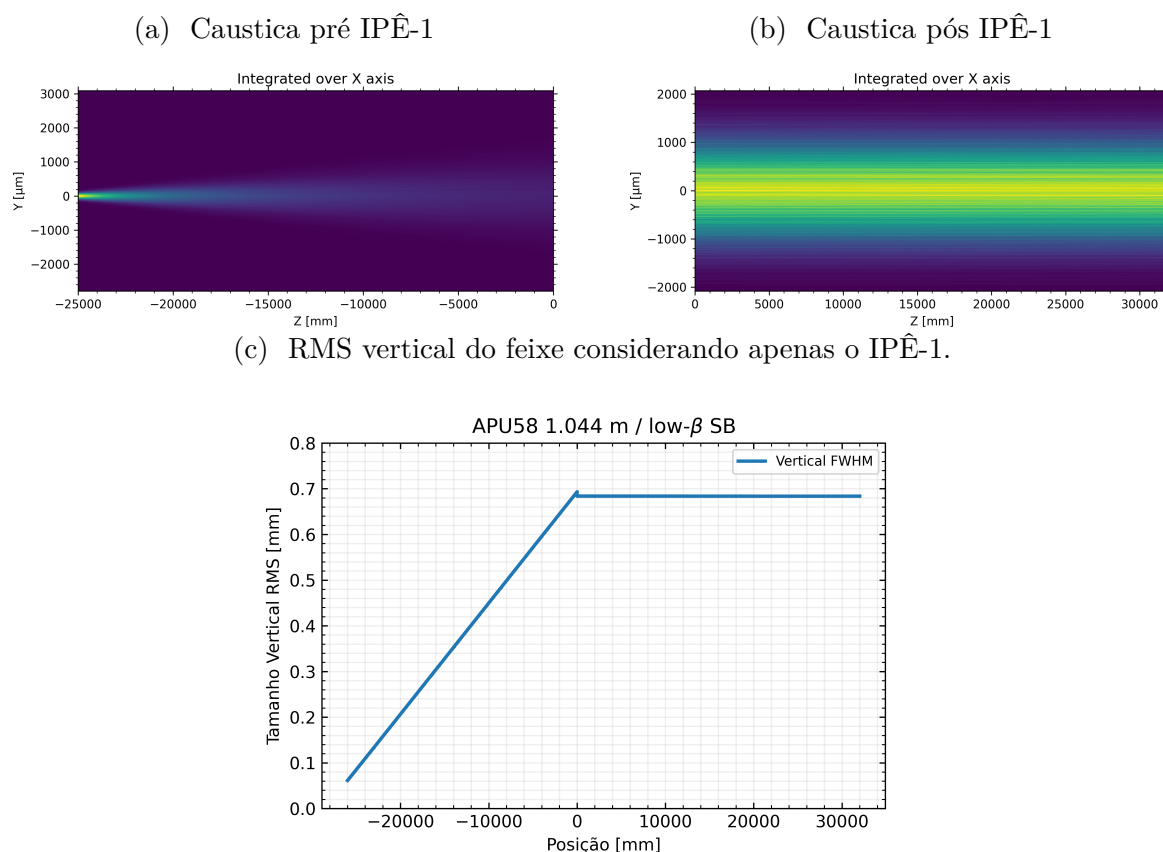 (a) Caustica pré IPÊ-1
(b) Caustica pós IPÊ-1
Integrated over X axis
3000
2000
1000
0
−1000
−2000
Y [μm]
−25000 −20000 −15000 −10000 −5000 0
Z [mm]
Integrated over X axis
2000
1000
0
−1000
−2000
Y [μm]
0 5000 10000 15000 20000 25000 30000
Z [mm]
(c) RMS vertical do feixe considerando apenas o IPÊ-1.
APU58 1.044 m / low-β SB
Vertical FWHM
0.8
0.7
0.6
0.5
0.4
0.3
0.2
0.1
0.0
Tamanho Vertical RMS [mm]
−20000 −10000 0 10000 20000 30000
Posição [mm]